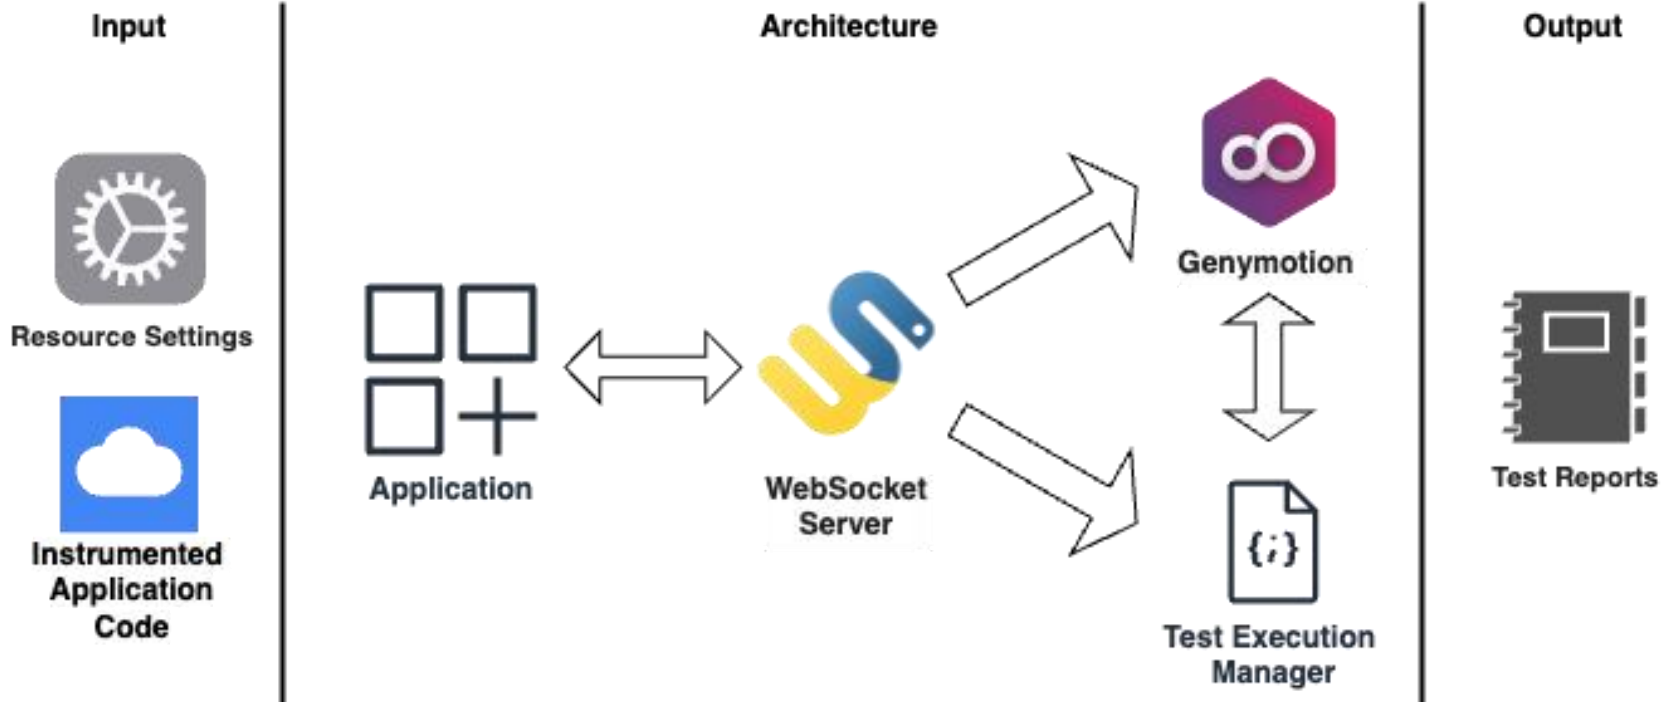 Input
Architecture
Output
Resource Settings
Instrumented
Application
Code
Application
WebSocket
Server
Genymotion
{;}
Test Execution
Manager
Test Reports